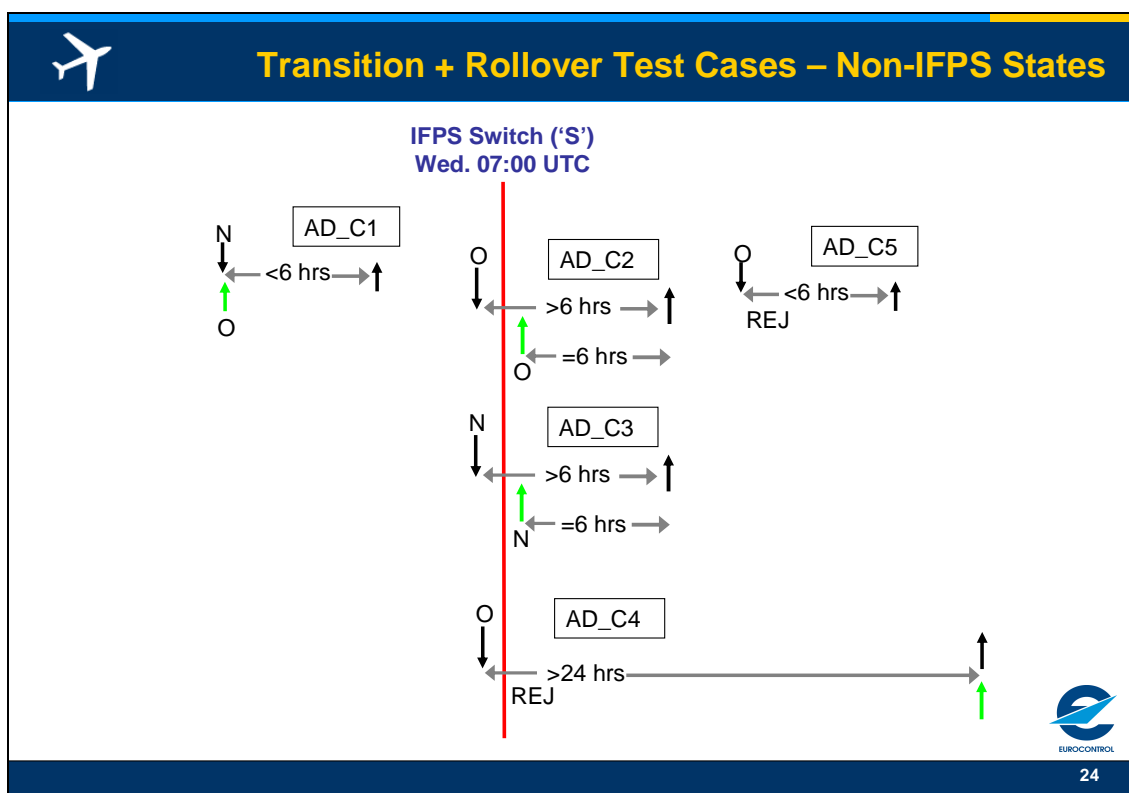 Transition + Rollover Test Cases – Non-IFPS States
IFPS Switch (‘S’)
Wed. 07:00 UTC
N
AD_C1
<6 hrs
O
O
AD_C2
>6 hrs
=6 hrs
O
O
AD_C5
<6 hrs
REJ
N
AD_C3
>6 hrs
=6 hrs
N
O
AD_C4
>24 hrs
REJ
EUROCONTROL
24